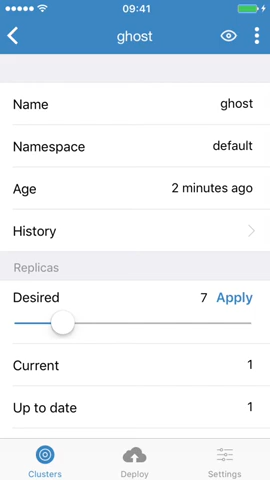 09:41
ghost
Name ghost
Namespace default
Age 2 minutes ago
History
Replicas
Desired 7 Apply
Current 1
Up to date 1
Clusters Deploy Settings